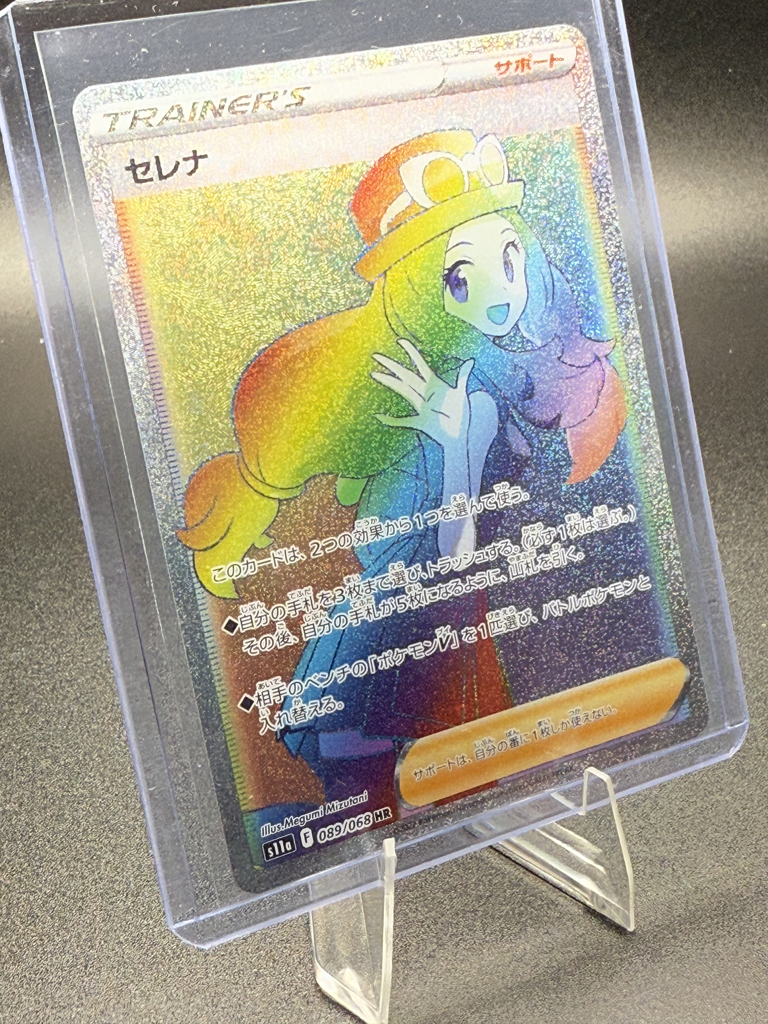 TRAINER'S
サポート
セレナ
このカードは、2つの効果から1つを選んで使う。
◆自分の手札を3枚まで選び、トラッシュする。(必ず1枚は選ぶ。)
その後、自分の手札が5枚になるように、山札を引く。
◆相手のベンチの「ポケモンV」を1匹選び、バトルポケモンと
入れ替える。
サポートは、自分の番に1枚しか使えない。
Illus.Megumi Mizutani
s11a F 089/068 HR